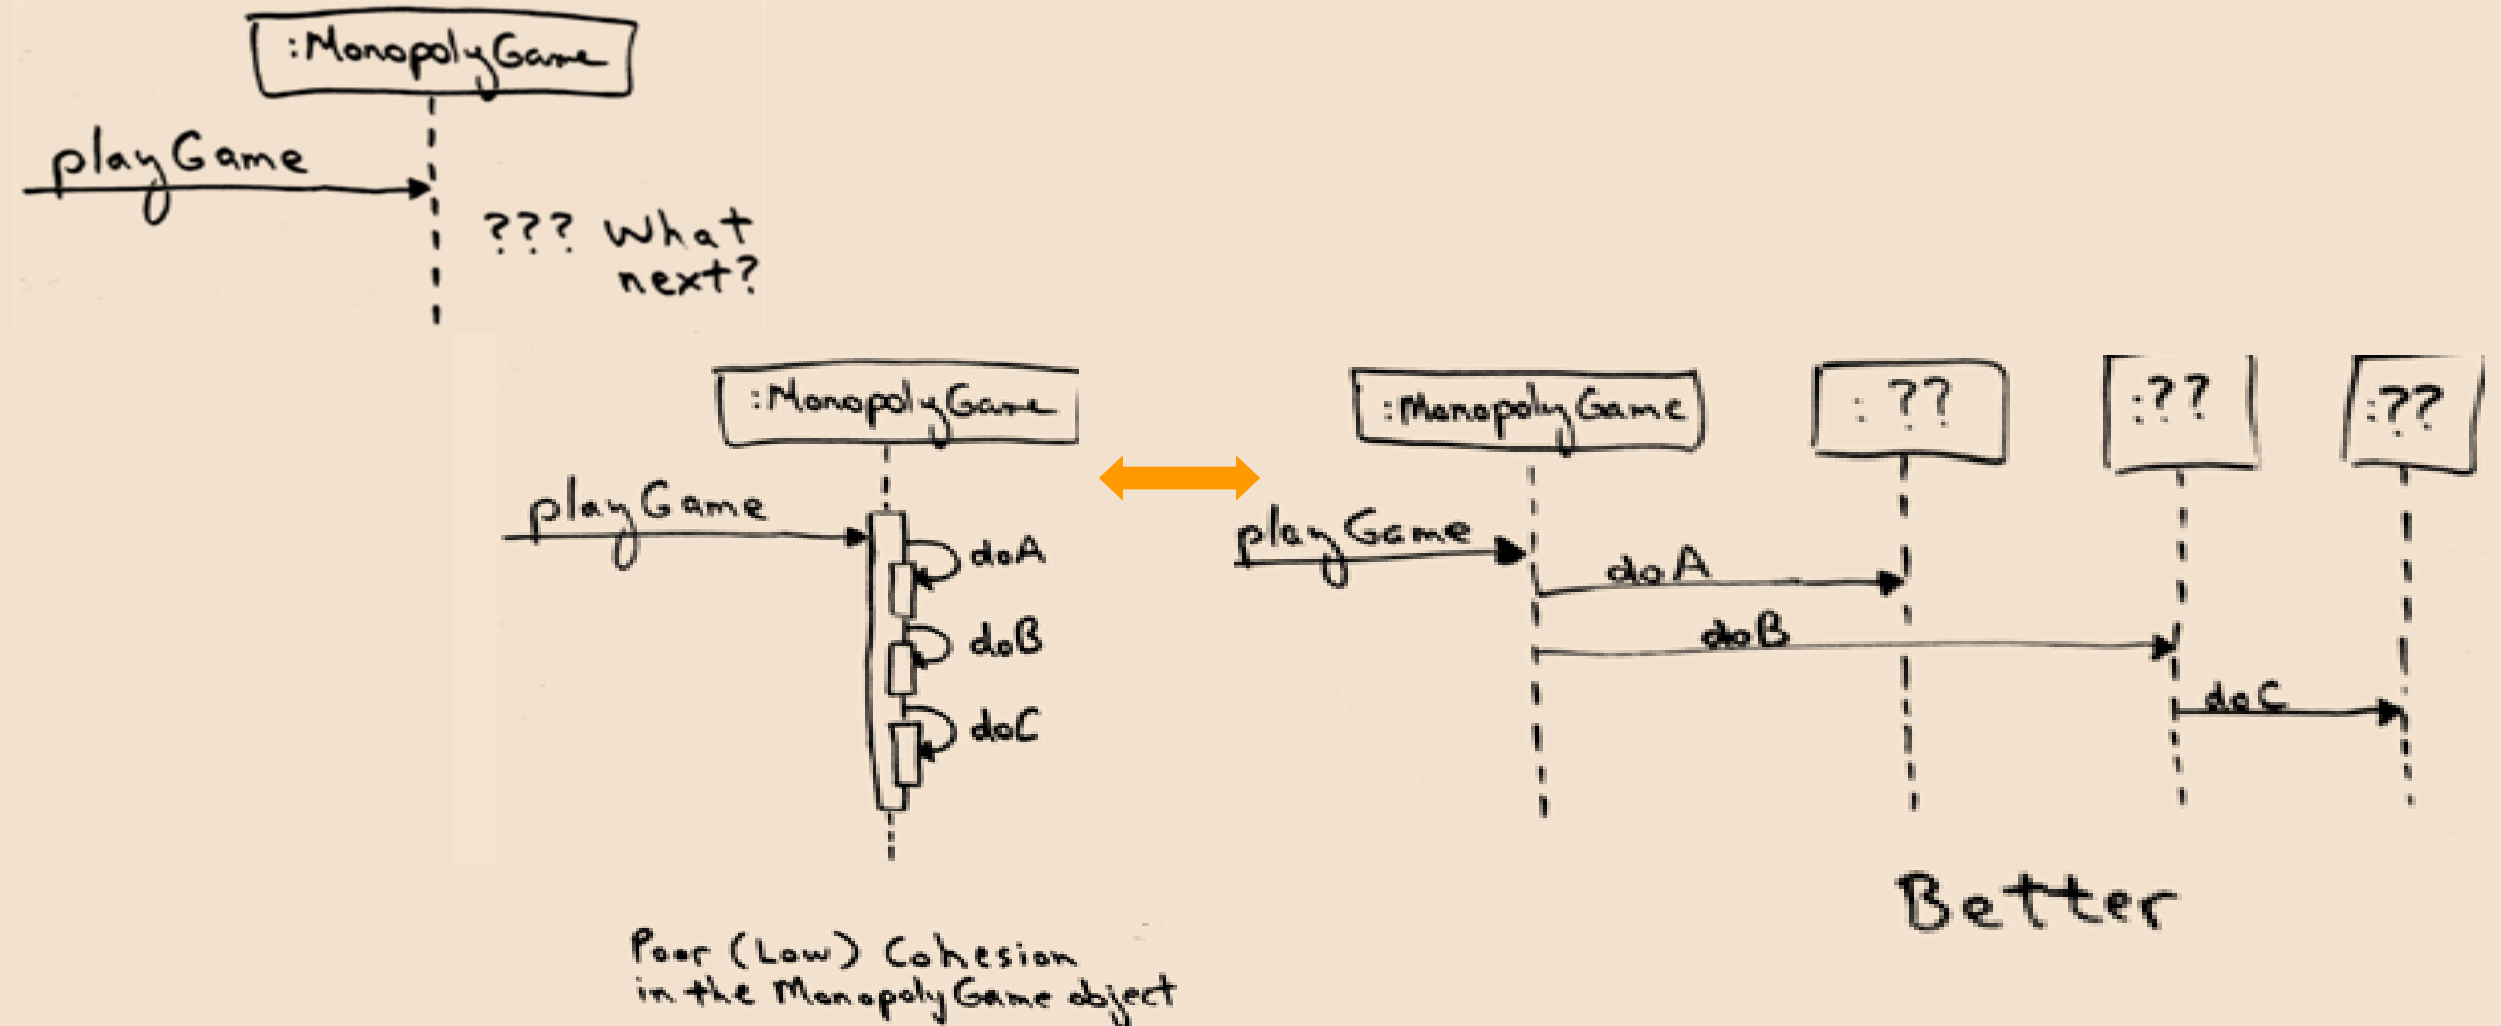 :MonopolyGame
playGame
??? What
next?
:MonopolyGame
playGame
doA
doB
doC
Poor (Low) Cohesion
in the MonopolyGame object
:MonopolyGame
: ??
:??
:??
playGame
doA
doB
doC
Better